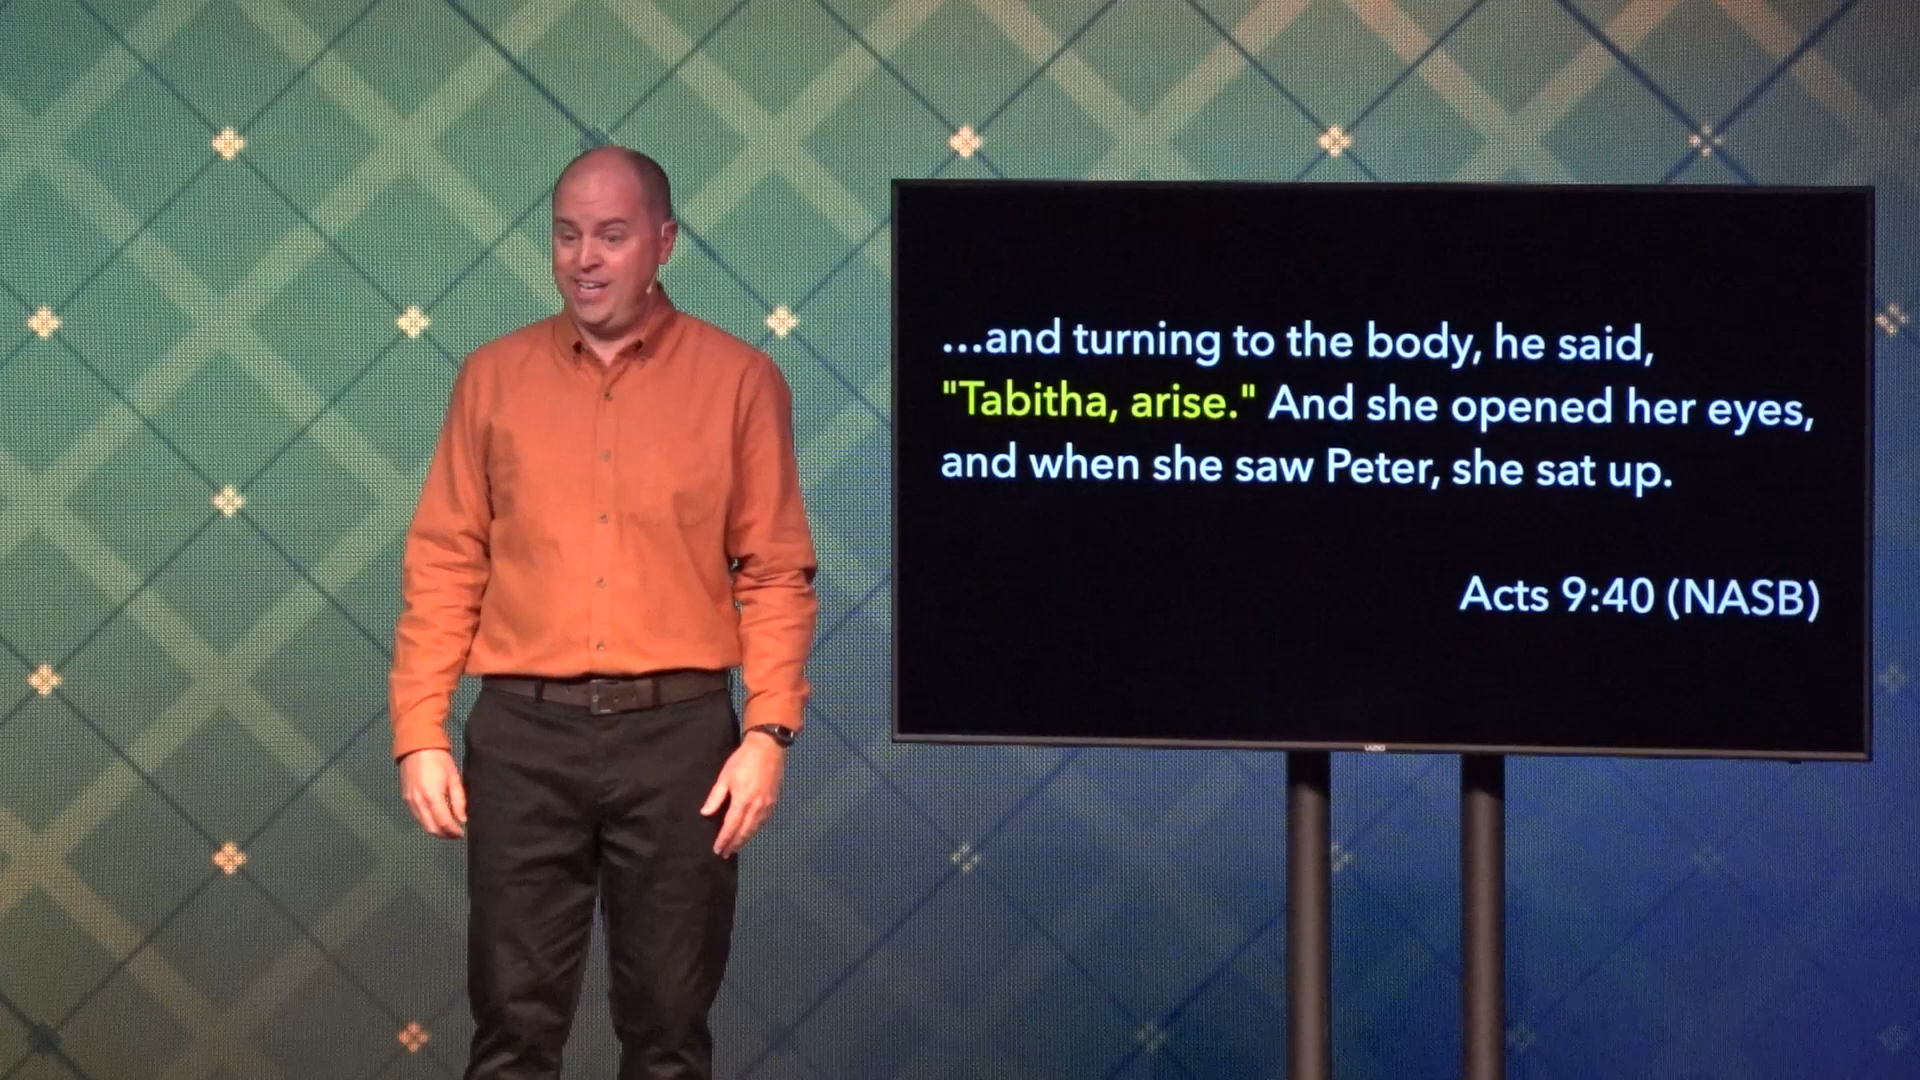 ...and turning to the body, he said,
"Tabitha, arise." And she opened her eyes,
and when she saw Peter, she sat up.
Acts 9:40 (NASB)
VIZIO